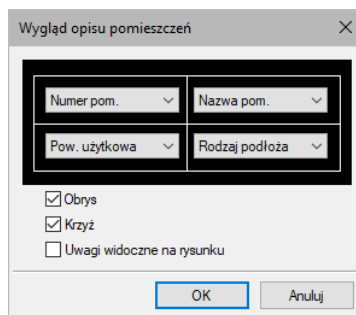 Wygląd opisu pomieszczeń
Numer pom. Nazwa pom.
Pow. użytkowa Rodzaj podłoża
Obrys
Krzyż
Uwagi widoczne na rysunku
OK Anuluj